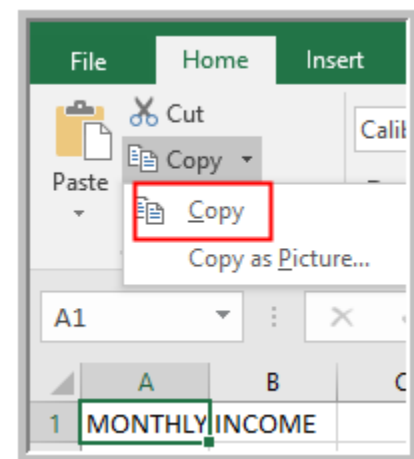 File Home Insert
Cut
Copy
Paste
Copy
Copy as Picture...
A1
A B
1 MONTHLY INCOME